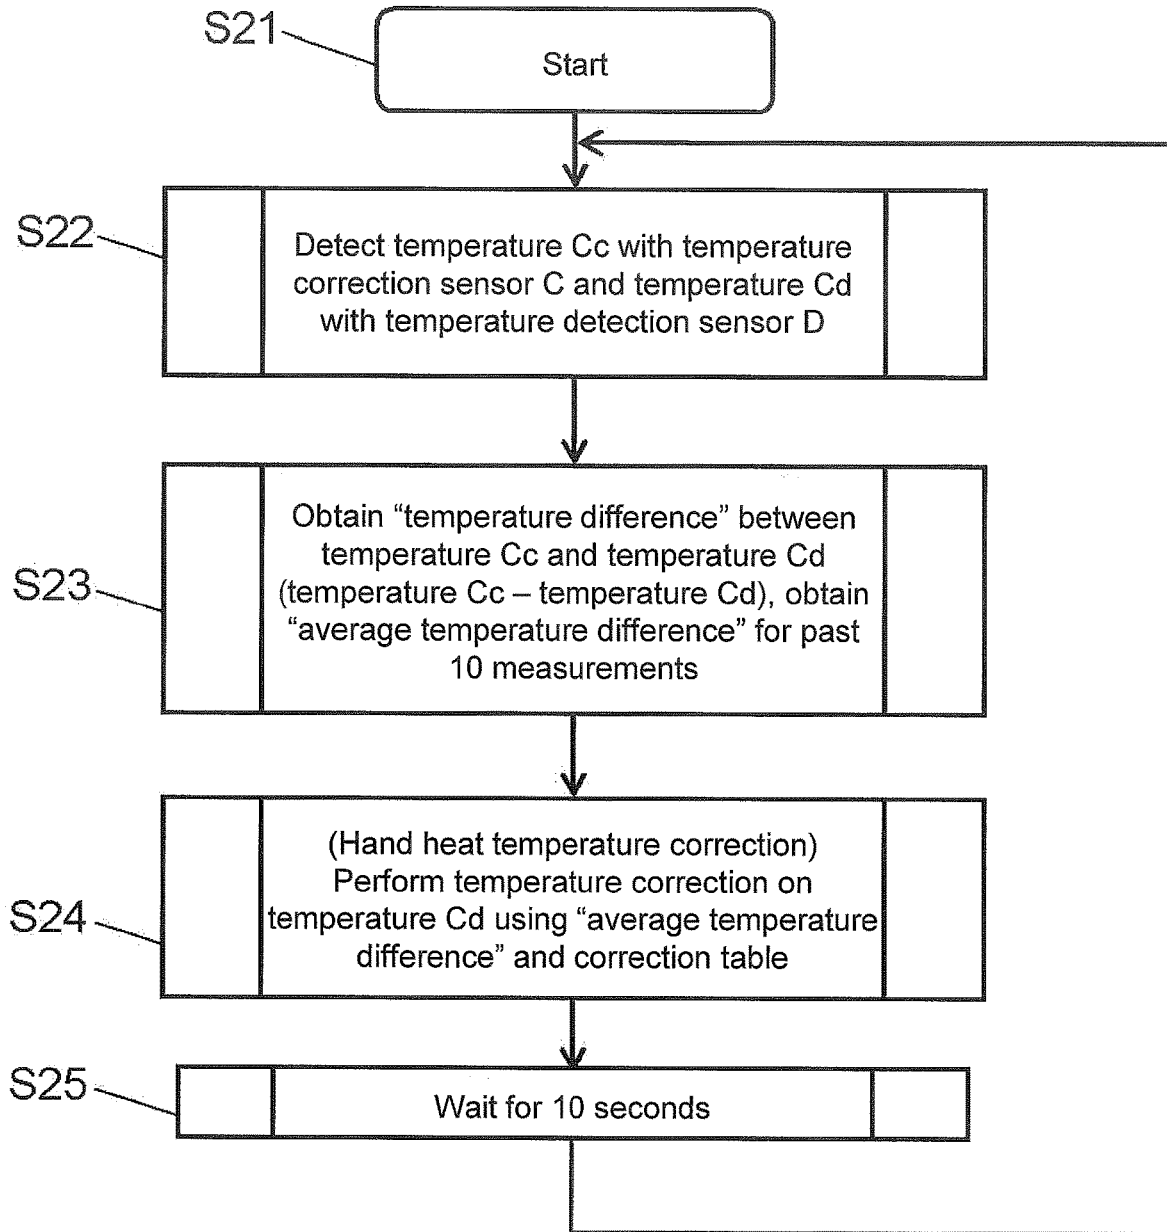 S21
Start
S22
Detect temperature Cc with temperature
correction sensor C and temperature Cd
with temperature detection sensor D
S23
Obtain “temperature difference” between
temperature Cc and temperature Cd
(temperature Cc – temperature Cd), obtain
“average temperature difference” for past
10 measurements
S24
(Hand heat temperature correction)
Perform temperature correction on
temperature Cd using “average temperature
difference” and correction table
S25
Wait for 10 seconds